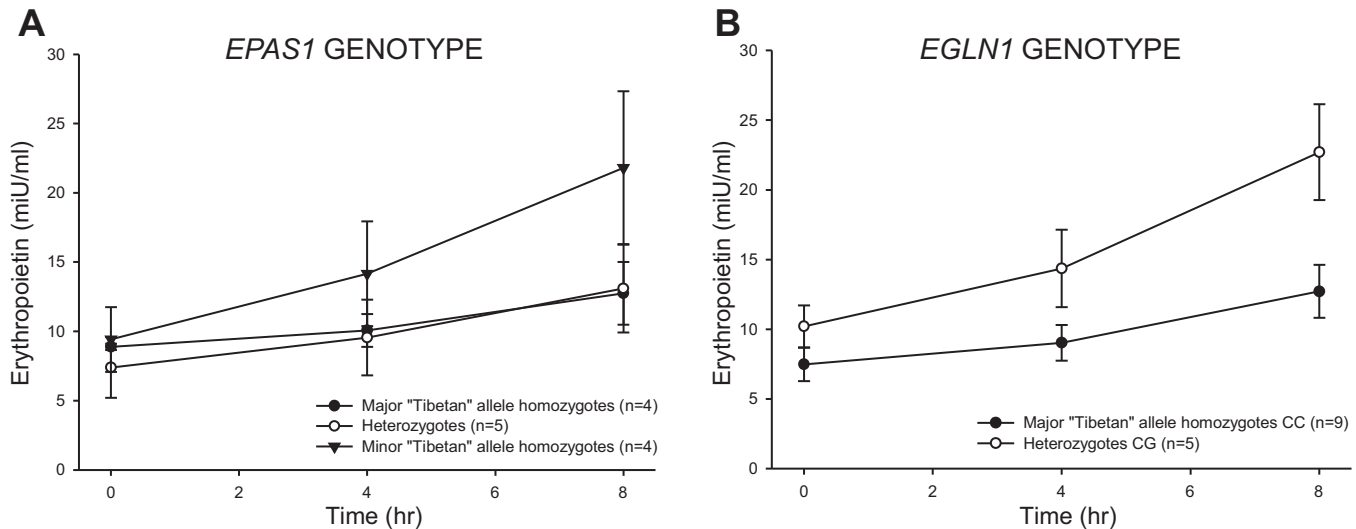 A
EPAS1 GENOTYPE
30
25
20
15
10
5
0
Erythropoietin (miU/ml)
Major "Tibetan" allele homozygotes (n=4)
Heterozygotes (n=5)
Minor "Tibetan" allele homozygotes (n=4)
0 2 4 6 8
Time (hr)
B
EGLN1 GENOTYPE
30
25
20
15
10
5
0
Erythropoietin (miU/ml)
Major "Tibetan" allele homozygotes CC (n=9)
Heterozygotes CG (n=5)
0 2 4 6 8
Time (hr)